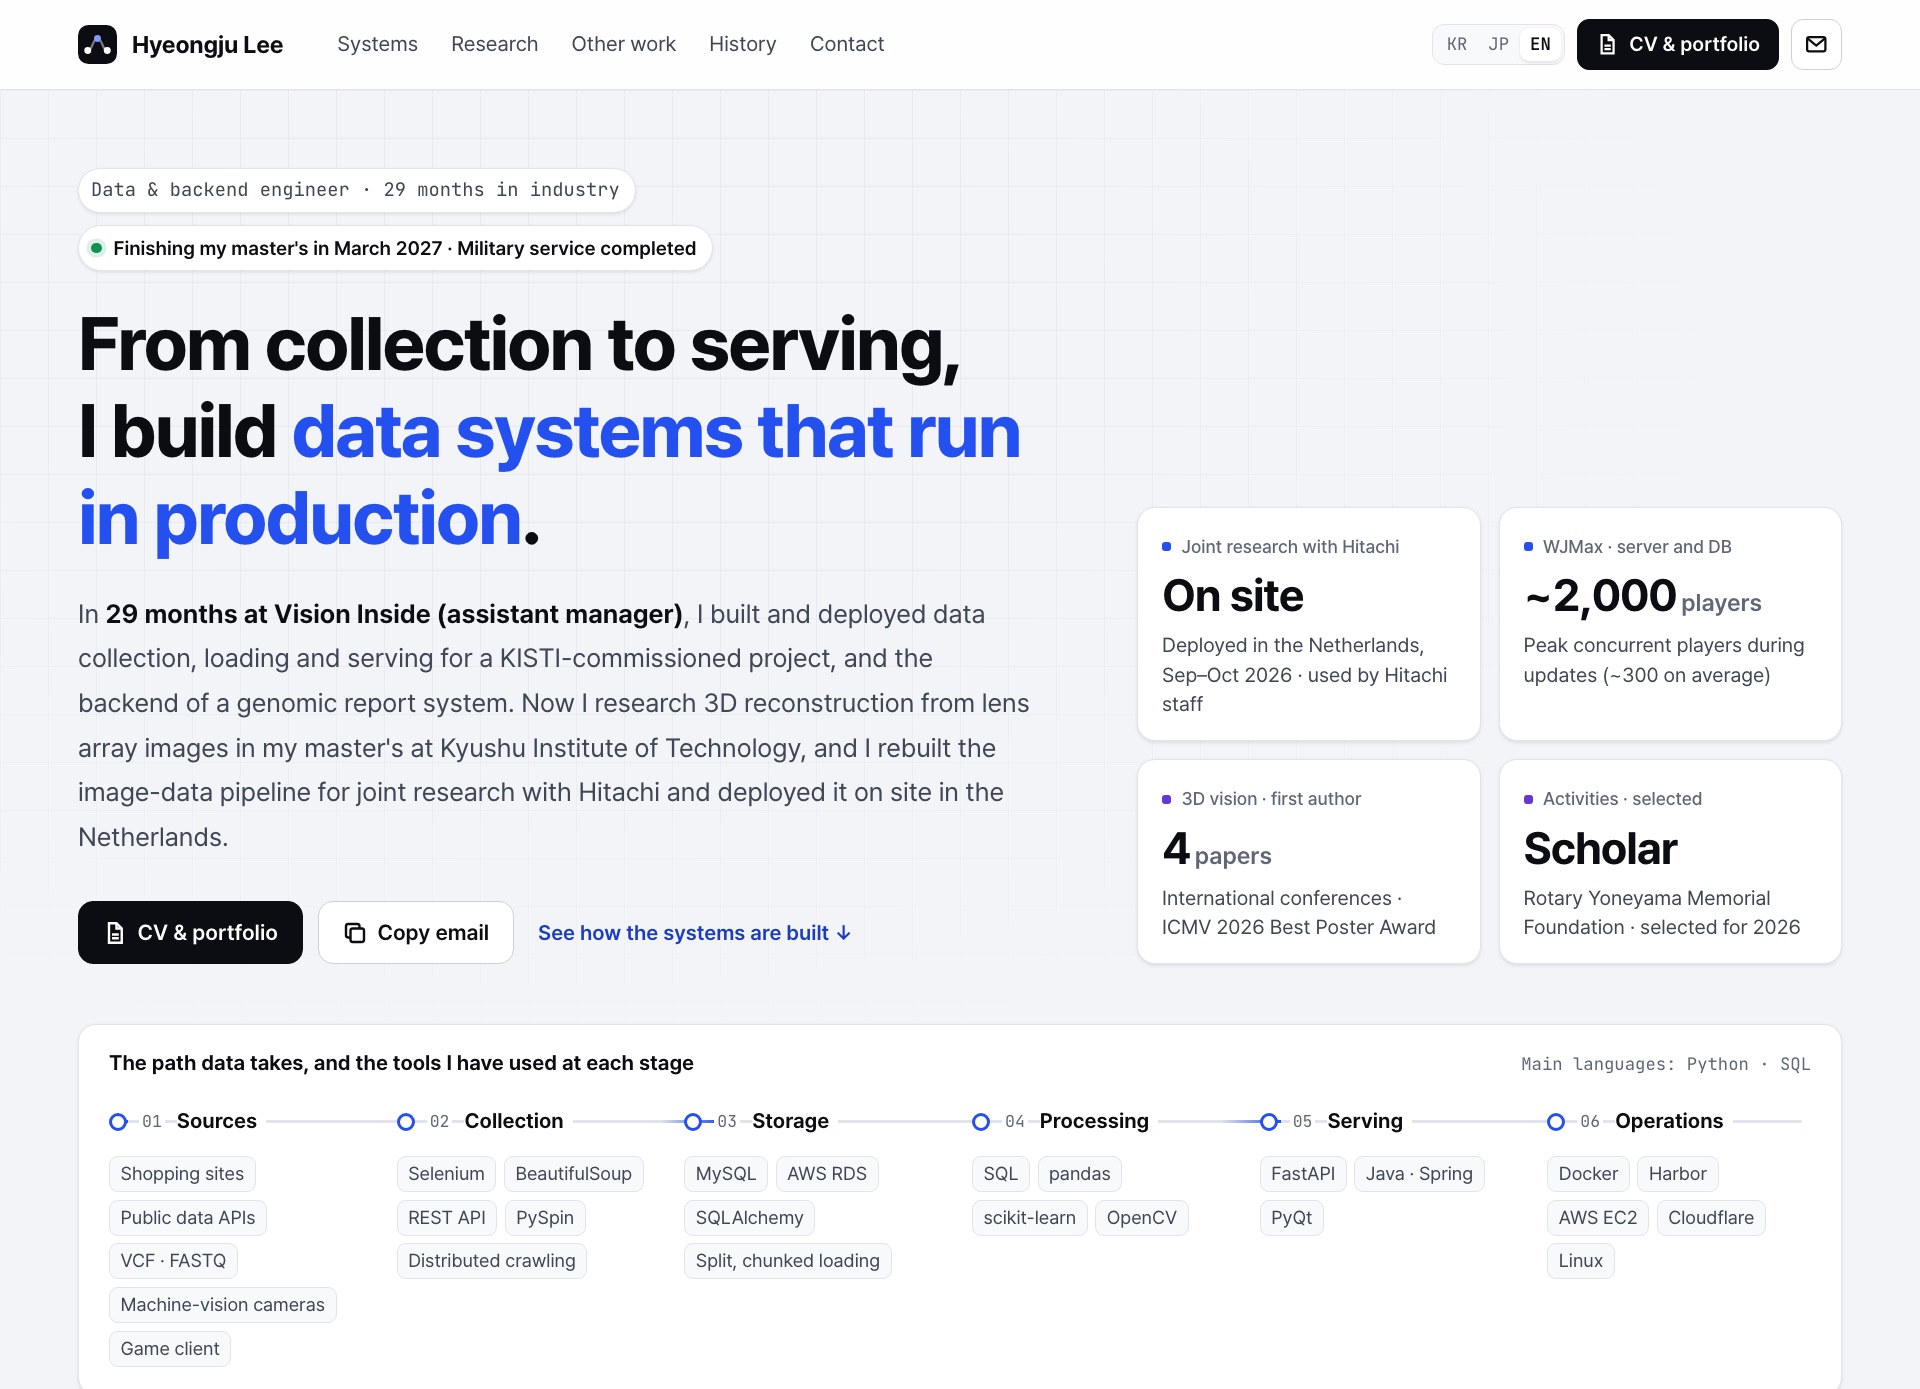 Hyeongju Lee
Systems
Research
Other work
History
Contact
KR
JP
EN
CV & portfolio
Data & backend engineer · 29 months in industry
Finishing my master's in March 2027 · Military service completed
From collection to serving,
I build data systems that run
in production.
In 29 months at Vision Inside (assistant manager), I built and deployed data
collection, loading and serving for a KISTI-commissioned project, and the
backend of a genomic report system. Now I research 3D reconstruction from lens
array images in my master's at Kyushu Institute of Technology, and I rebuilt the
image-data pipeline for joint research with Hitachi and deployed it on site in the
Netherlands.
CV & portfolio
Copy email
See how the systems are built ↓
Joint research with Hitachi
On site
Deployed in the Netherlands,
Sep–Oct 2026 · used by Hitachi
staff
WJMax · server and DB
~2,000 players
Peak concurrent players during
updates (~300 on average)
3D vision · first author
4 papers
International conferences ·
ICMV 2026 Best Poster Award
Activities · selected
Scholar
Rotary Yoneyama Memorial
Foundation · selected for 2026
The path data takes, and the tools I have used at each stage
Main languages: Python · SQL
01 Sources
Shopping sites
Public data APIs
VCF · FASTQ
Machine-vision cameras
Game client
02 Collection
Selenium
BeautifulSoup
REST API
PySpin
Distributed crawling
03 Storage
MySQL
AWS RDS
SQLAlchemy
Split, chunked loading
04 Processing
SQL
pandas
scikit-learn
OpenCV
05 Serving
FastAPI
Java · Spring
PyQt
06 Operations
Docker
Harbor
AWS EC2
Cloudflare
Linux